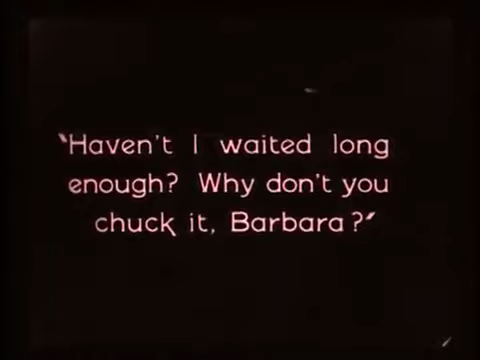 "Haven't I waited long
enough? Why don't you
chuck it, Barbara?"